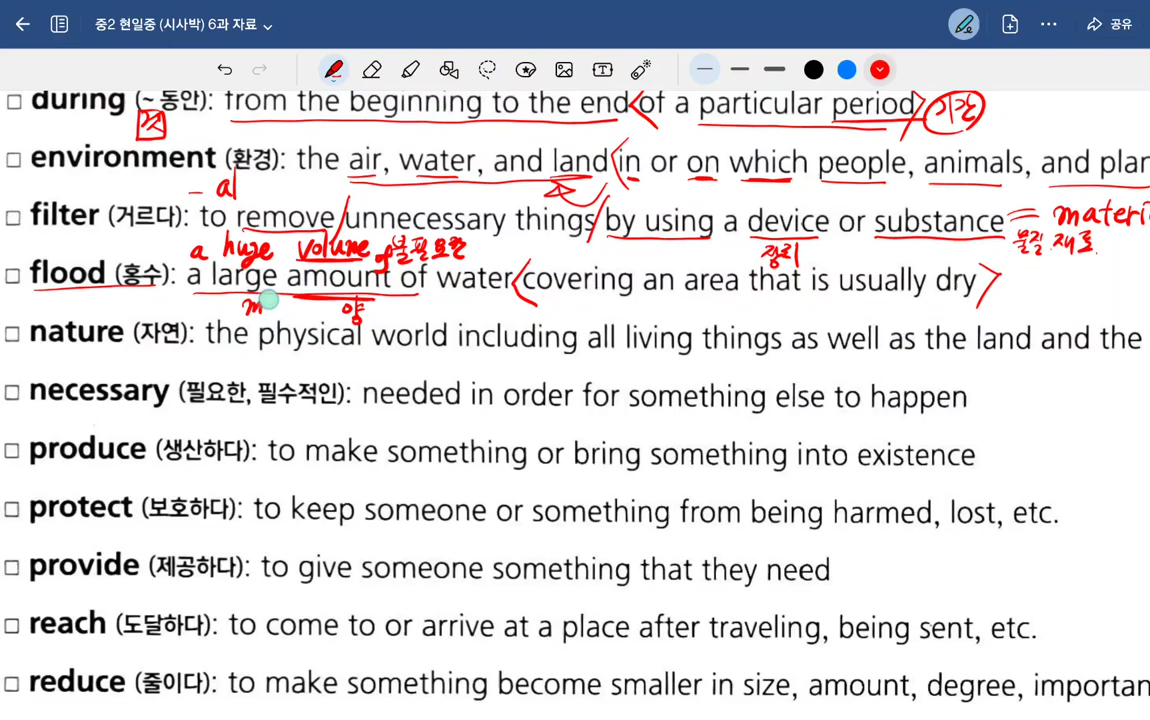 중2 현일중 (시사박) 6과 자료
공유
during (~ 동안): from the beginning to the end of a particular period 기간
것
environment (환경): the air, water, and land in or on which people, animals, and plan
al
filter (거르다): to remove unnecessary things by using a device or substance = materi
a huge volume of 불필요한 장치 물질 재료
flood (홍수): a large amount of water covering an area that is usually dry
m 양
nature (자연): the physical world including all living things as well as the land and the
necessary (필요한, 필수적인): needed in order for something else to happen
produce (생산하다): to make something or bring something into existence
protect (보호하다): to keep someone or something from being harmed, lost, etc.
provide (제공하다): to give someone something that they need
reach (도달하다): to come to or arrive at a place after traveling, being sent, etc.
reduce (줄이다): to make something become smaller in size, amount, degree, importan